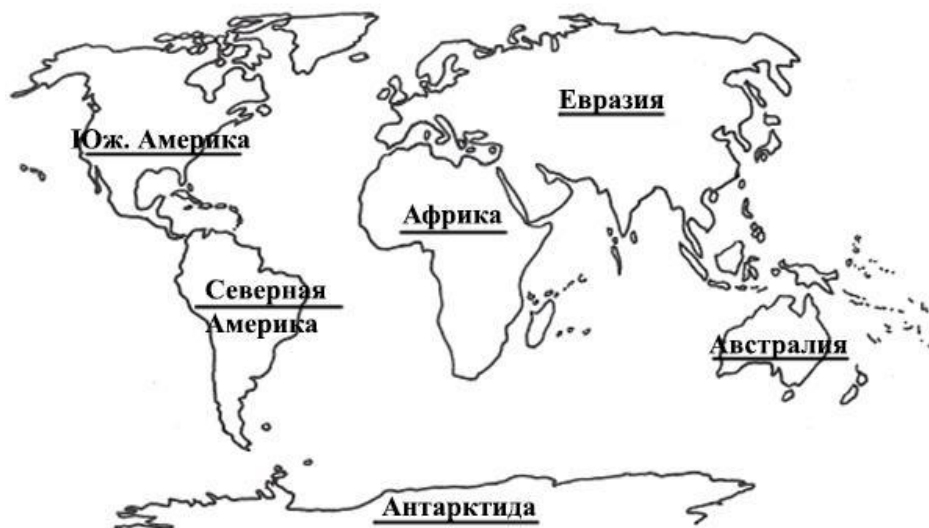 Евразия
Юж. Америка
Африка
Северная
Америка
Австралия
Антарктида